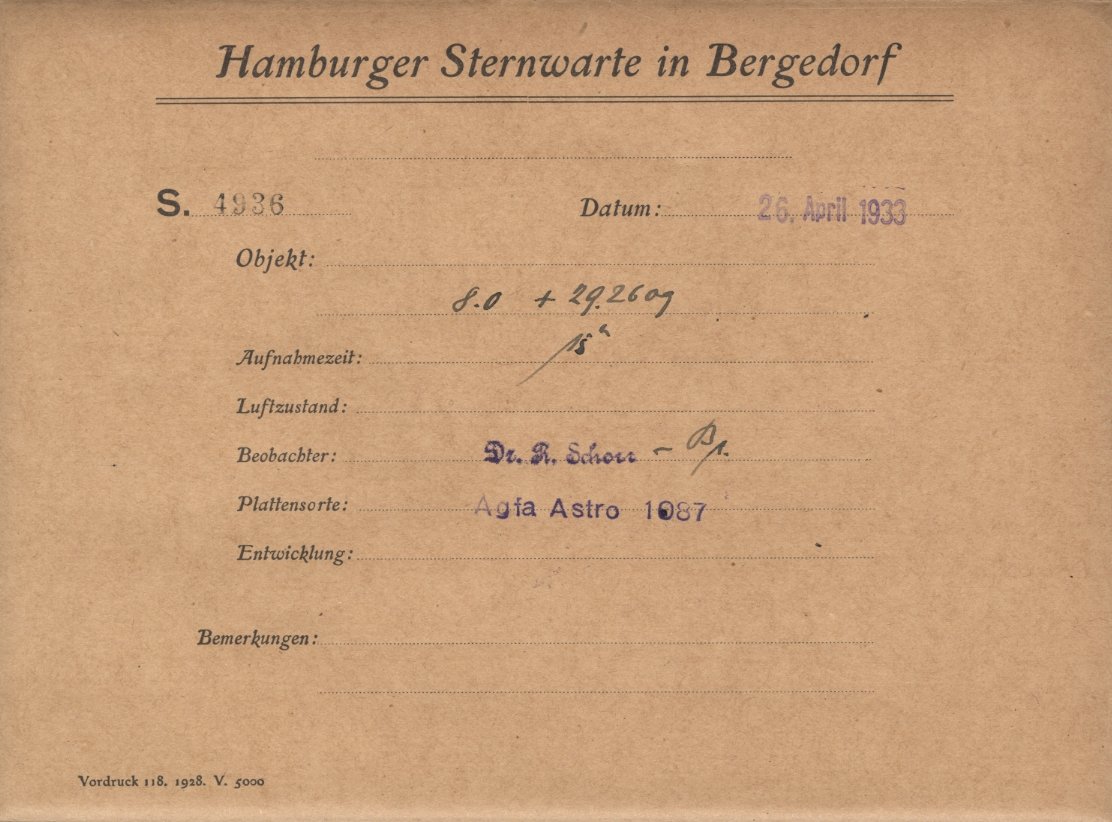 Hamburger Sternwarte in Bergedorf
S. 4936 Datum: 26. April 1933
Objekt:
8.0 + 29.2609
Aufnahmezeit: 15
Luftzustand:
Beobachter: Dr. R. Schorr –
Plattensorte: Agfa Astro 1087
Entwicklung:
Bemerkungen:
Vordruck 118. 1928. V. 5000